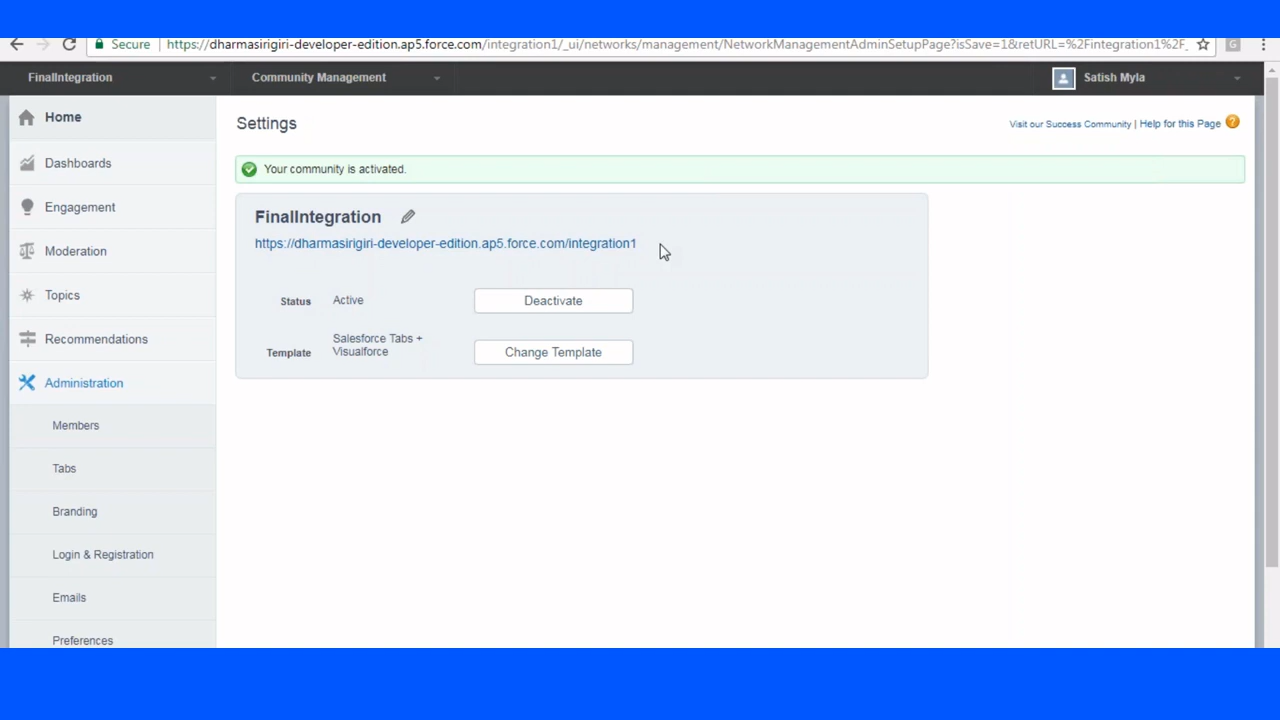 Secure https://dharmasirigiri-developer-edition.ap5.force.com/integration1/_ui/networks/management/NetworkManagementAdminSetupPage?isSave=1&retURL=%2Fintegration1%2F_
FinalIntegration Community Management Satish Myla
Home
Dashboards
Engagement
Moderation
Topics
Recommendations
Administration
Members
Tabs
Branding
Login & Registration
Emails
Preferences
Settings
Visit our Success Community | Help for this Page ?
Your community is activated.
FinalIntegration
https://dharmasirigiri-developer-edition.ap5.force.com/integration1
Status Active Deactivate
Template Salesforce Tabs +
Visualforce Change Template